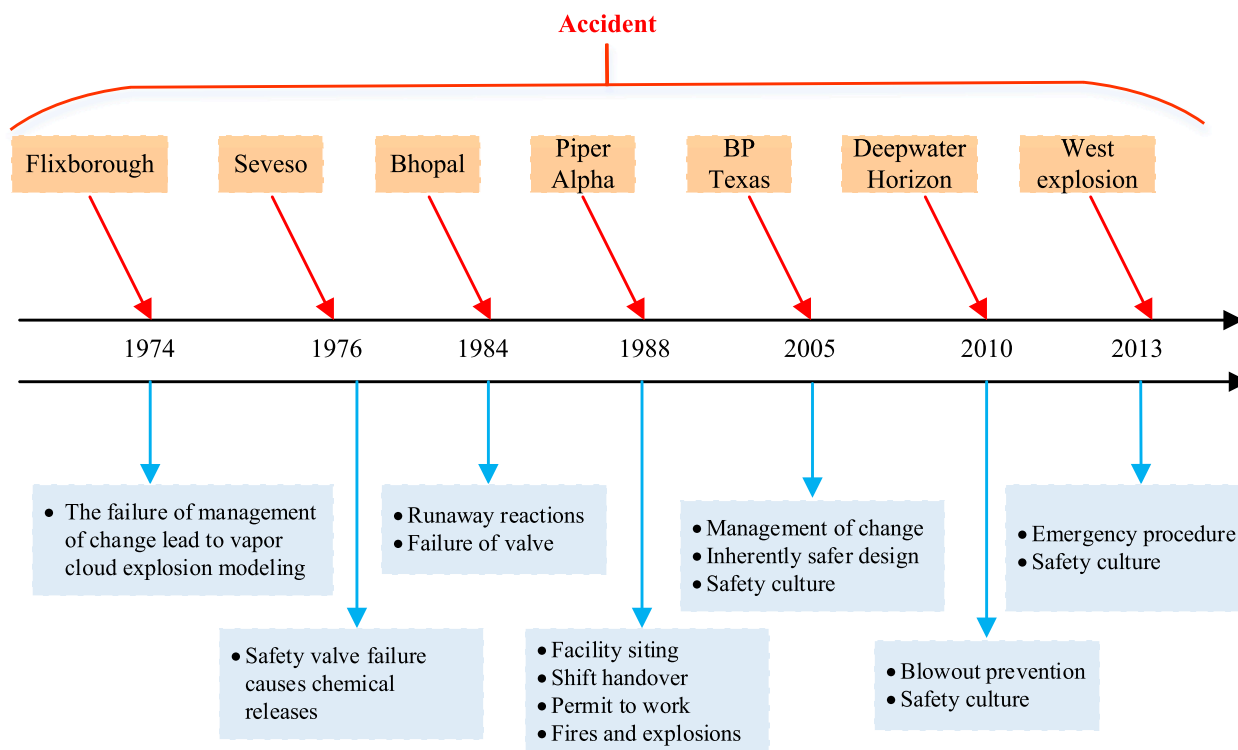 Accident
Flixborough
Seveso
Bhopal
Piper
Alpha
BP
Texas
Deepwater
Horizon
West
explosion
1974
1976
1984
1988
2005
2010
2013
• The failure of management
of change lead to vapor
cloud explosion modeling
• Safety valve failure
causes chemical
releases
• Runaway reactions
• Failure of valve
• Facility siting
• Shift handover
• Permit to work
• Fires and explosions
• Management of change
• Inherently safer design
• Safety culture
• Blowout prevention
• Safety culture
• Emergency procedure
• Safety culture